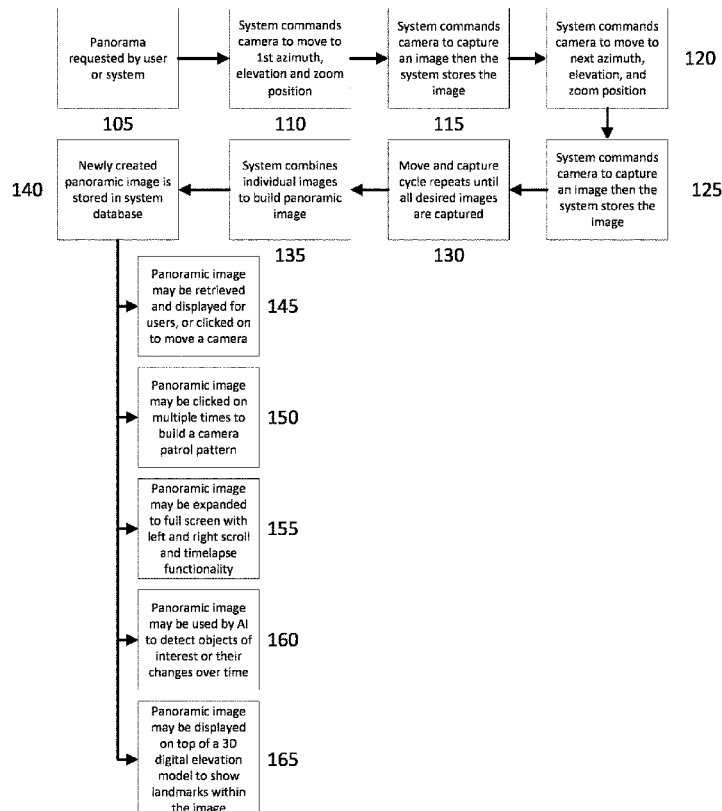 Panorama
requested by user
or system
105
System commands
camera to move to
1st azimuth,
elevation and zoom
position
110
System commands
camera to capture
an image then the
system stores the
image
115
System commands
camera to move to
next azimuth,
elevation, and
zoom position
120
System commands
camera to capture
an image then the
system stores the
image
125
Move and capture
cycle repeats until
all desired images
are captured
130
System combines
individual images
to build panoramic
image
135
Newly created
panoramic image is
stored in system
database
140
Panoramic image
may be retrieved
and displayed for
users, or clicked on
to move a camera
145
Panoramic image
may be clicked on
multiple times to
build a camera
patrol pattern
150
Panoramic image
may be expanded
to full screen with
left and right scroll
and timelapse
functionality
155
Panoramic image
may be used by AI
to detect objects of
interest or their
changes over time
160
Panoramic image
may be displayed
on top of a 3D
digital elevation
model to show
landmarks within
the image
165